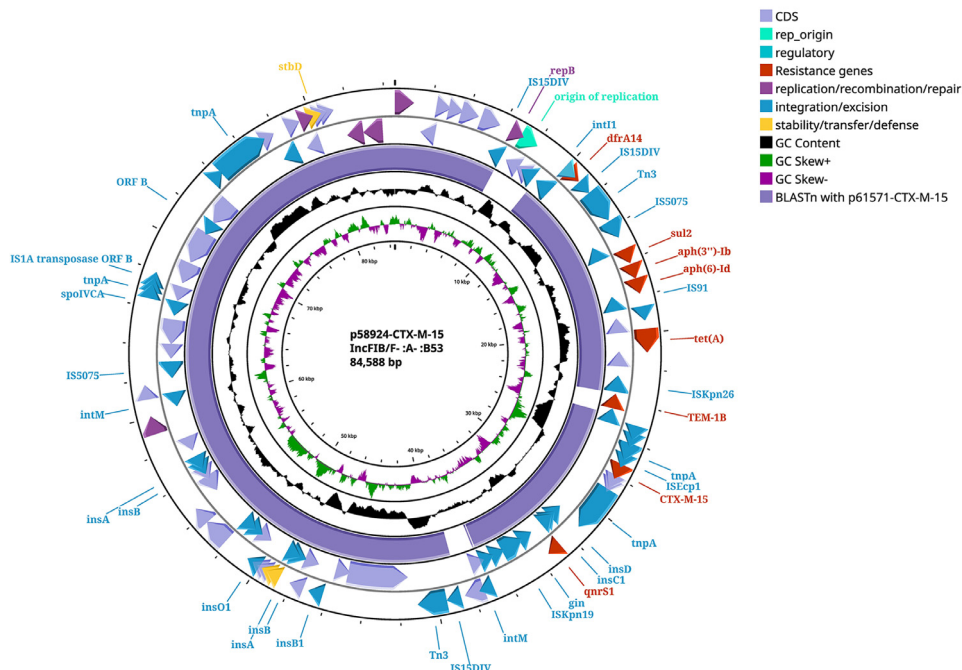 CDS
rep_origin
regulatory
Resistance genes
replication/recombination/repair
integration/excision
stability/transfer/defense
GC Content
GC Skew+
GC Skew-
BLASTn with p61571-CTX-M-15
stbD
repB
IS15DIV
origin of replication
tnpA
intI1
dfrA14
IS15DIV
Tn3
ORF B
IS5075
sul2
aph(3")-Ib
aph(6)-Id
IS91
IS1A transposase ORF B
tnpA
spoIVCA
tet(A)
IS5075
intM
ISKpn26
TEM-1B
tnpA
ISEcp1
CTX-M-15
tnpA
insB
insA
insD
insC1
qnrS1
gin
ISKpn19
insO1
insB
insA
insB1
intM
Tn3
IS15DIV
80 kbp
10 kbp
70 kbp
20 kbp
60 kbp
30 kbp
50 kbp
40 kbp
p58924-CTX-M-15
IncFIB/F- :A- :B53
84,588 bp